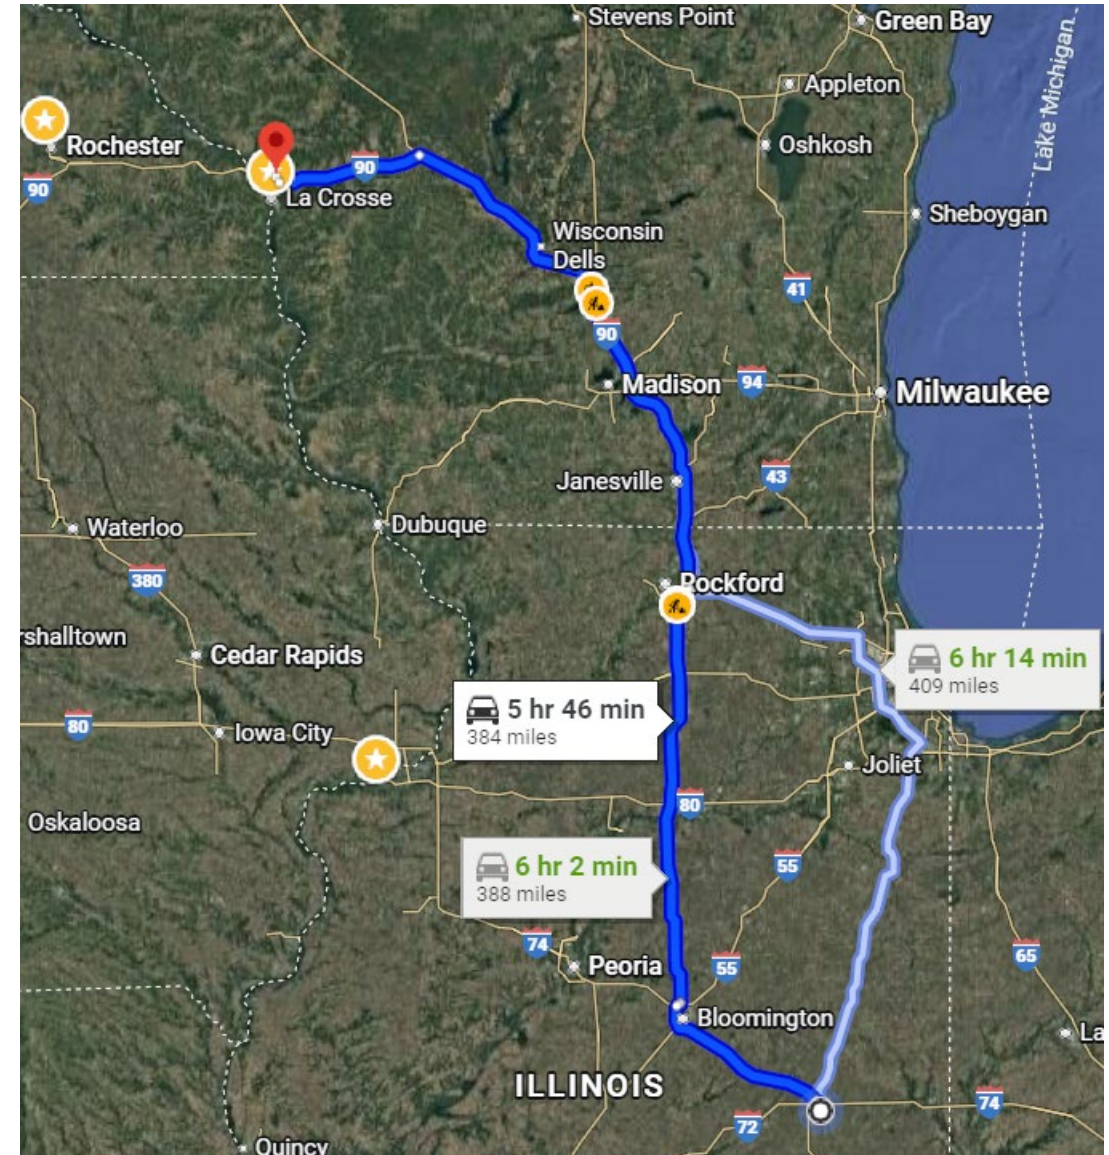 Stevens Point
Green Bay
Lake Michigan
Appleton
Rochester
Oshkosh
90
90
La Crosse
Sheboygan
Wisconsin
Dells
41
90
Madison
94
Milwaukee
43
Janesville
Waterloo
Dubuque
380
Rockford
rshalltown
Cedar Rapids
6 hr 14 min
409 miles
5 hr 46 min
384 miles
80
Iowa City
Joliet
80
Oskaloosa
55
6 hr 2 min
388 miles
74
Peoria
55
65
Bloomington
La
ILLINOIS
74
72
Quincy